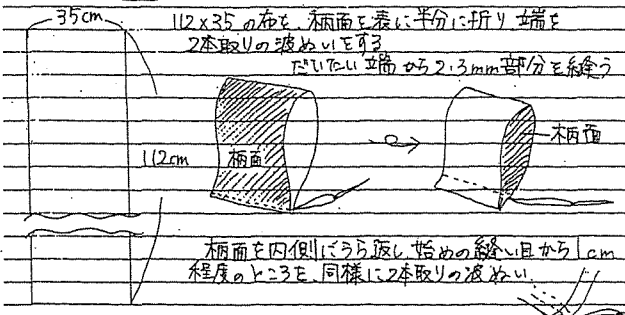 35cm
112×35の布を、柄面を表に半分に折り端を
2本取りの波ぬいをする
だいたい端から2.3mm部分を縫う
柄面
柄面
112cm
柄面を内側にうら返し、始めの縫い目から1cm
程度のところを、同様に2本取りの波ぬい